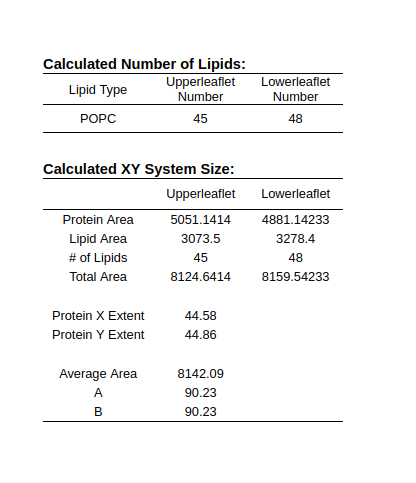 Calculated Number of Lipids:
Lipid Type Upperleaflet Number Lowerleaflet Number
POPC 45 48
Calculated XY System Size:
Upperleaflet Lowerleaflet
Protein Area 5051.1414 4881.14233
Lipid Area 3073.5 3278.4
# of Lipids 45 48
Total Area 8124.6414 8159.54233
Protein X Extent 44.58
Protein Y Extent 44.86
Average Area 8142.09
A 90.23
B 90.23